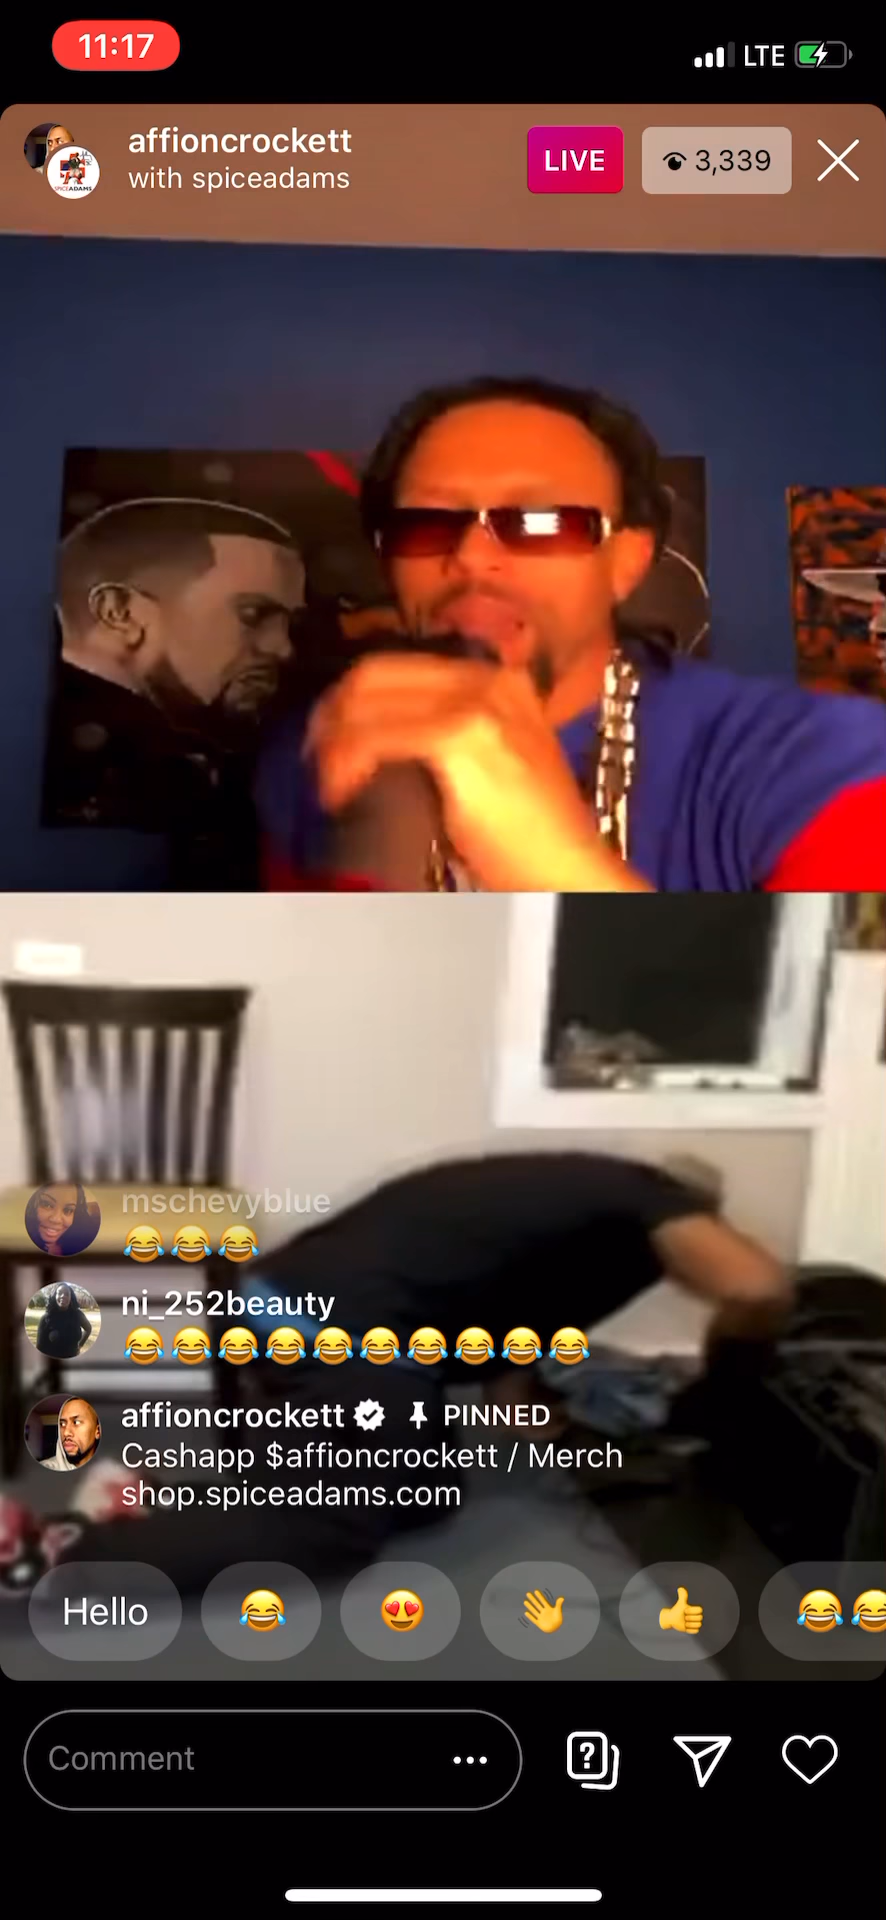 11:17
LTE
affioncrockett
with spiceadams
LIVE
3,339
SPICEADAMS
mschevyblue
😂😂😂
ni_252beauty
😂😂😂😂😂😂😂😂😂😂
affioncrockett PINNED
Cashapp $affioncrockett / Merch
shop.spiceadams.com
Hello
😂 😍 👋 👍 😂😂
Comment